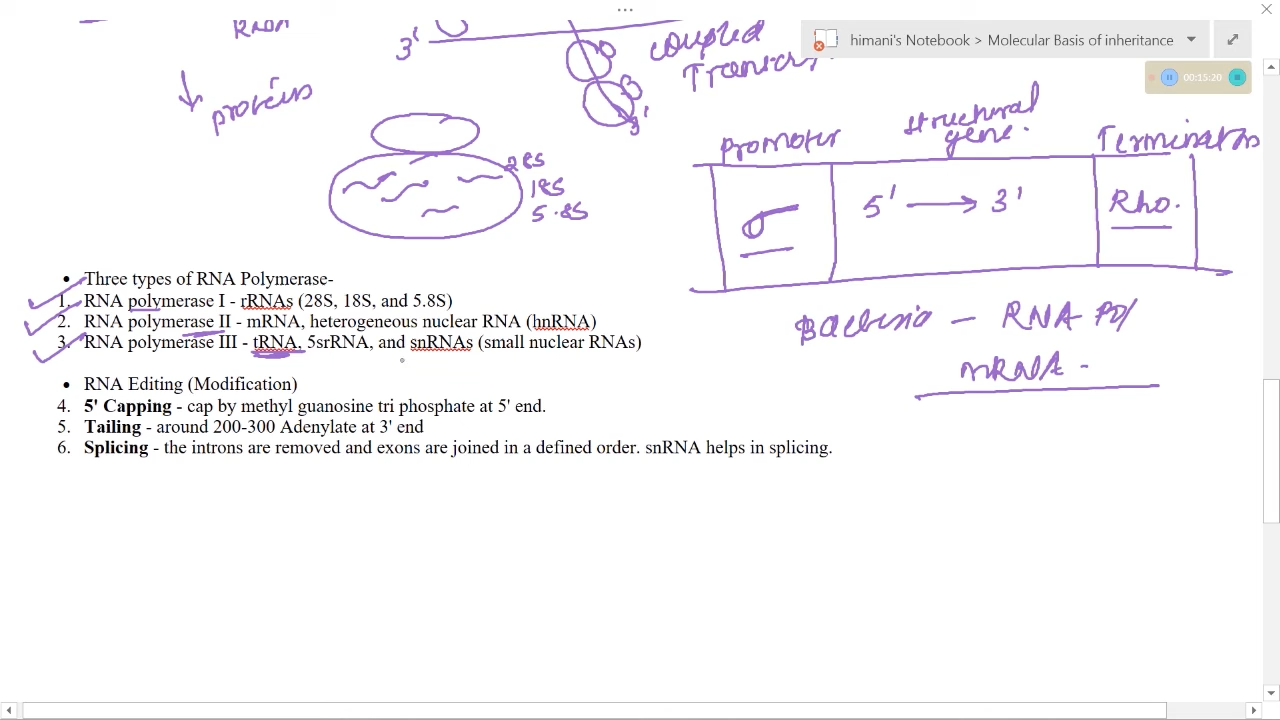 himani's Notebook > Molecular Basis of inheritance
00:15:20
3'
coupled
proteins
3'
28S
18S
5.8S
Promoter
structural
gene.
Terminator
σ
5' → 3'
Rho.
Bacteria – RNA Pol
mRNA -
• Three types of RNA Polymerase-
1. RNA polymerase I - rRNAs (28S, 18S, and 5.8S)
2. RNA polymerase II - mRNA, heterogeneous nuclear RNA (hnRNA)
3. RNA polymerase III - tRNA, 5srRNA, and snRNAs (small nuclear RNAs)
• RNA Editing (Modification)
4. 5' Capping - cap by methyl guanosine tri phosphate at 5' end.
5. Tailing - around 200-300 Adenylate at 3' end
6. Splicing - the introns are removed and exons are joined in a defined order. snRNA helps in splicing.